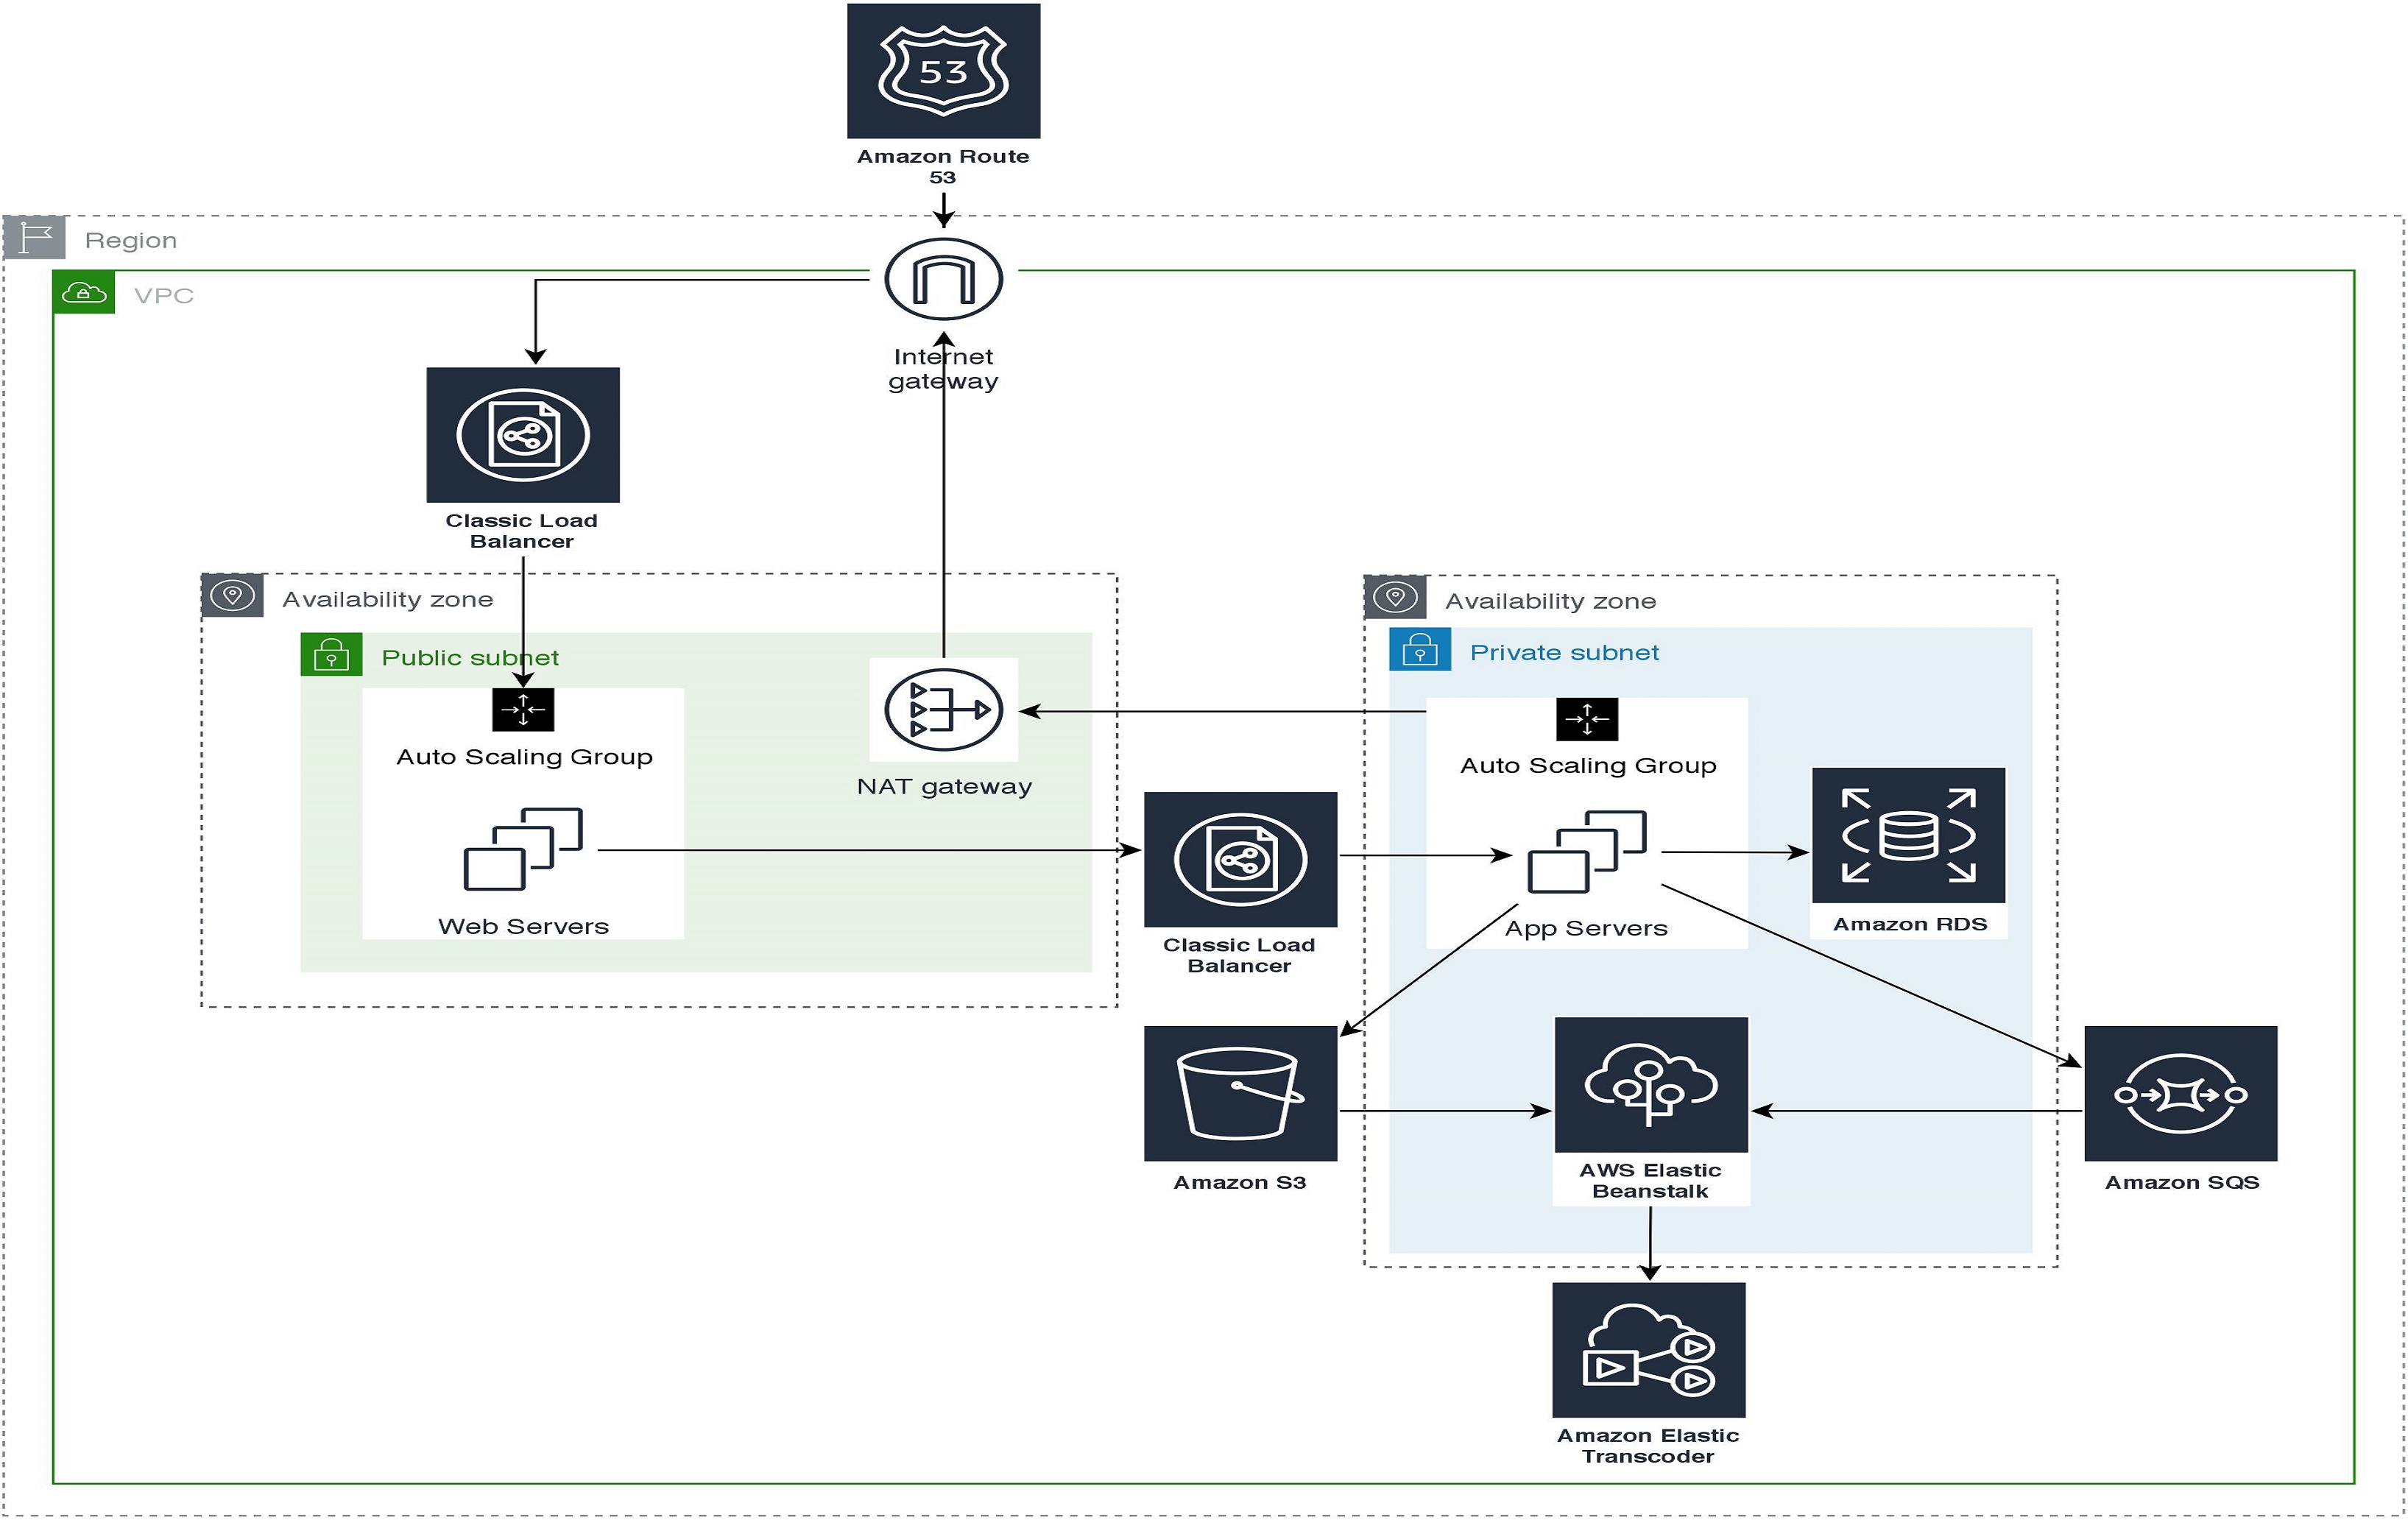 53
Amazon Route
53
Region
VPC
Internet
gateway
Classic Load
Balancer
Availability zone
Public subnet
Auto Scaling Group
Web Servers
NAT gateway
Classic Load
Balancer
Availability zone
Private subnet
Auto Scaling Group
App Servers
Amazon RDS
Amazon S3
AWS Elastic
Beanstalk
Amazon SQS
Amazon Elastic
Transcoder